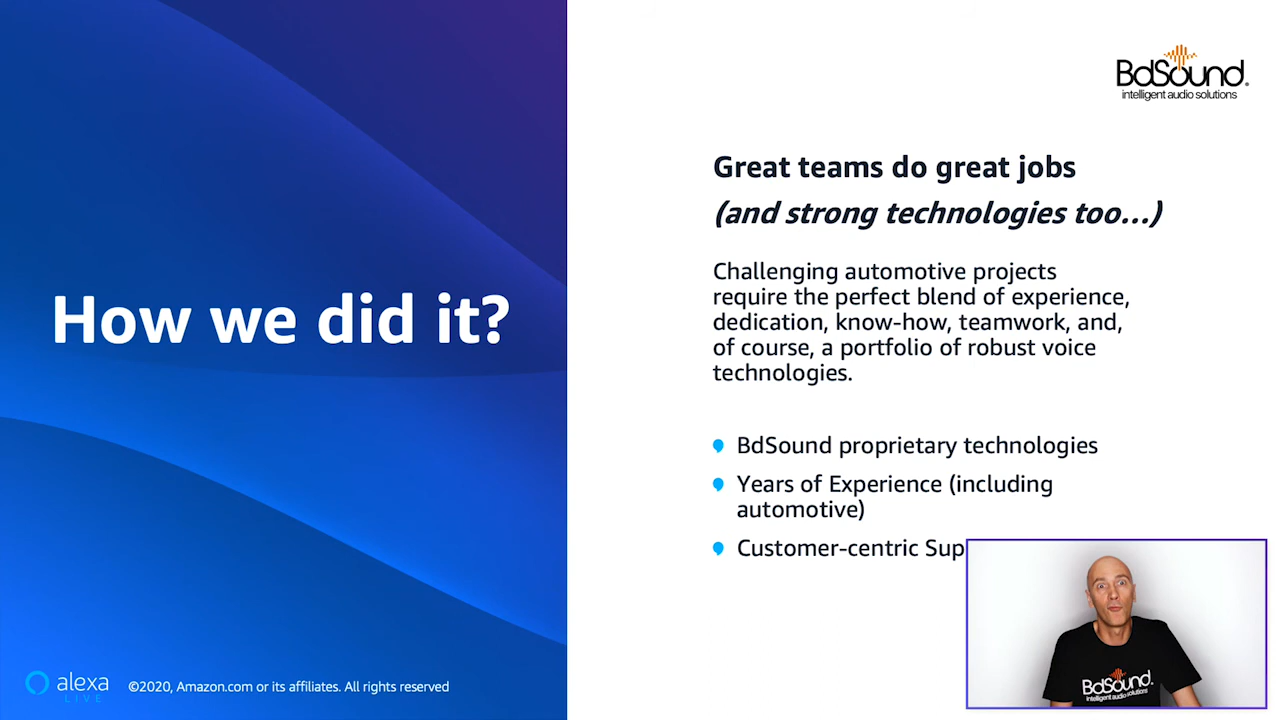 How we did it?
alexa
LIVE
©2020, Amazon.com or its affiliates. All rights reserved
BdSound®
intelligent audio solutions
Great teams do great jobs
(and strong technologies too...)
Challenging automotive projects
require the perfect blend of experience,
dedication, know-how, teamwork, and,
of course, a portfolio of robust voice
technologies.
BdSound proprietary technologies
Years of Experience (including
automotive)
Customer-centric Sup
BdSound.
intelligent audio solutions